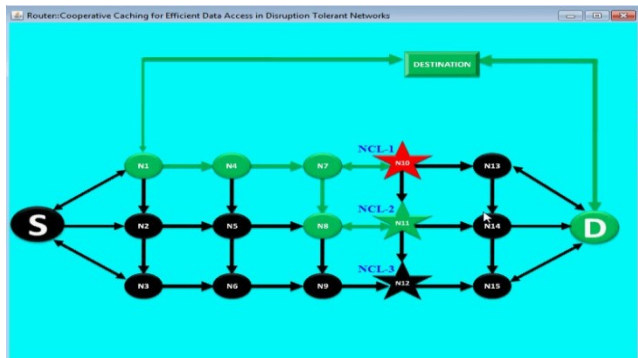 Router::Cooperative Caching for Efficient Data Access in Disruption Tolerant Networks
DESTINATION
NCL-1
N1 N4 N7 N10 N13
NCL-2
S N2 N5 N8 N11 N14 D
NCL-3
N3 N6 N9 N12 N15